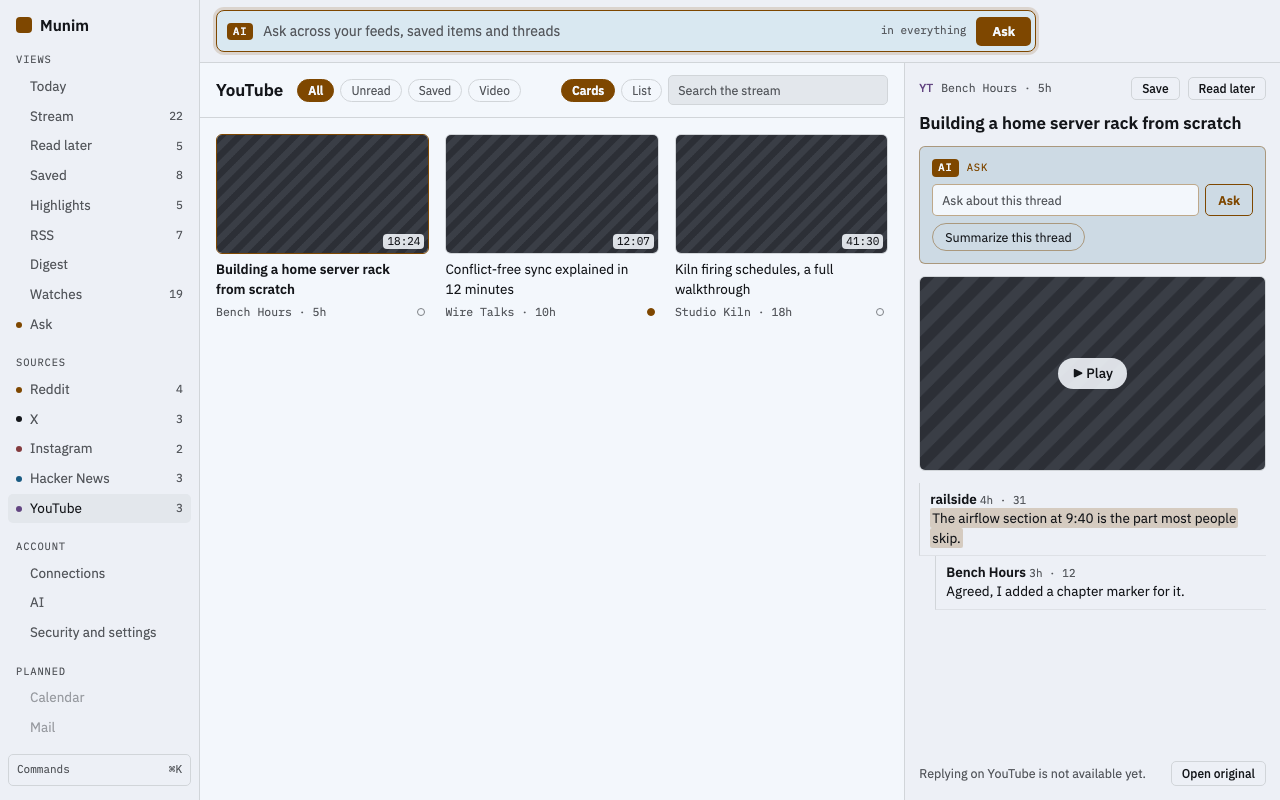 Munim
VIEWS
Today
Stream 22
Read later 5
Saved 8
Highlights 5
RSS 7
Digest
Watches 19
Ask
SOURCES
Reddit 4
X 3
Instagram 2
Hacker News 3
YouTube 3
ACCOUNT
Connections
AI
Security and settings
PLANNED
Calendar
Mail
Commands ⌘K
AI Ask across your feeds, saved items and threads in everything Ask
YouTube All Unread Saved Video Cards List Search the stream
18:24
Building a home server rack
from scratch
Bench Hours · 5h
12:07
Conflict-free sync explained in
12 minutes
Wire Talks · 10h
41:30
Kiln firing schedules, a full
walkthrough
Studio Kiln · 18h
YT Bench Hours · 5h Save Read later
Building a home server rack from scratch
AI ASK
Ask about this thread Ask
Summarize this thread
▶ Play
railside 4h · 31
The airflow section at 9:40 is the part most people
skip.
Bench Hours 3h · 12
Agreed, I added a chapter marker for it.
Replying on YouTube is not available yet. Open original